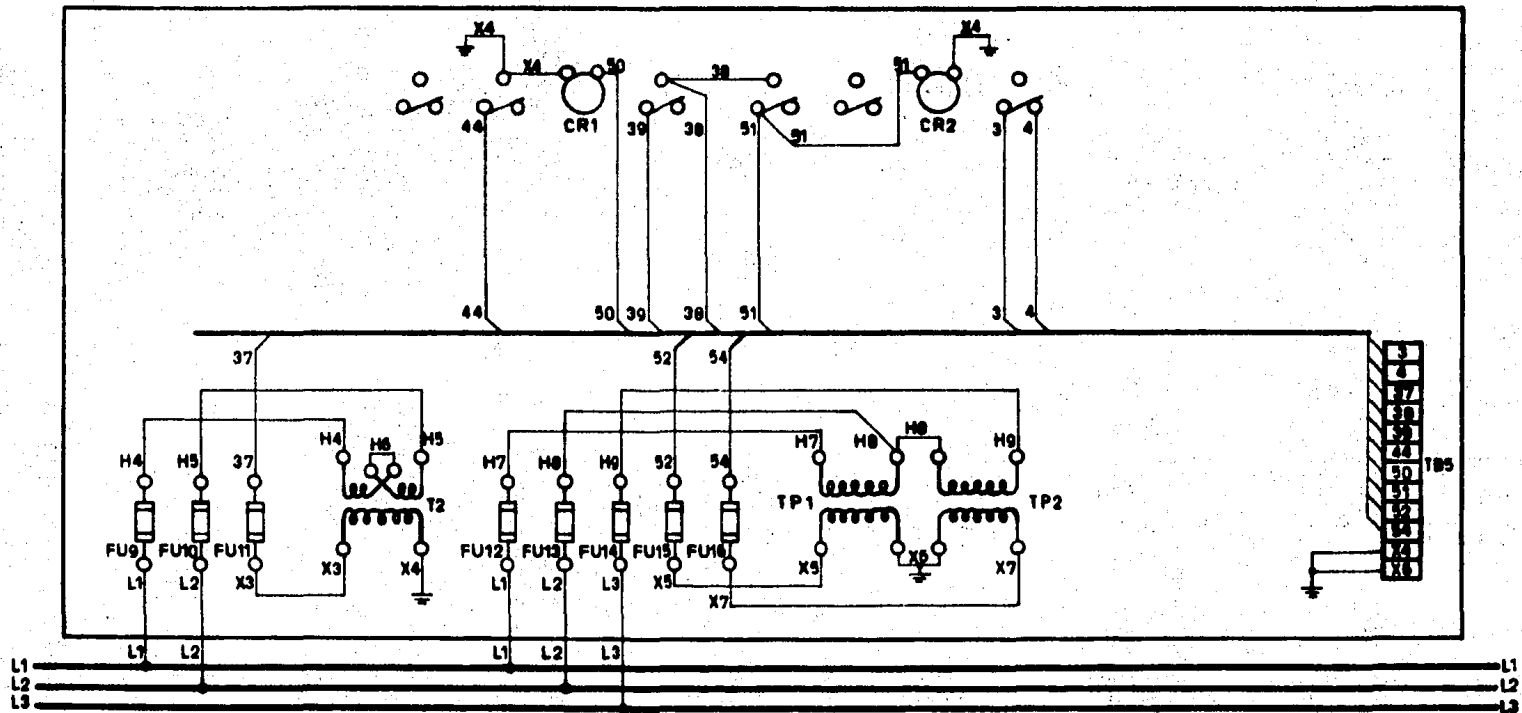 X4 X4
X4 50 38 51
CR1 CR2
44 39 38 51 51 3 4
44 50 39 38 51 3 4
37 52 54
3
4
37
38
39
44
50
51
52
54
X4
X6
TB5
H4 H6 H5 H7 H8 H8 H9
H4 H5 37 H7 H8 H9 52 54
T2 TP1 TP2
FU9 FU10 FU11 FU12 FU13 FU14 FU15 FU16
X3 X4 X5 X6 X7
L1 L2 X3 L1 L2 L3 X5 X7
L1 L2 L1 L2 L3
L1 L1
L2 L2
L3 L3